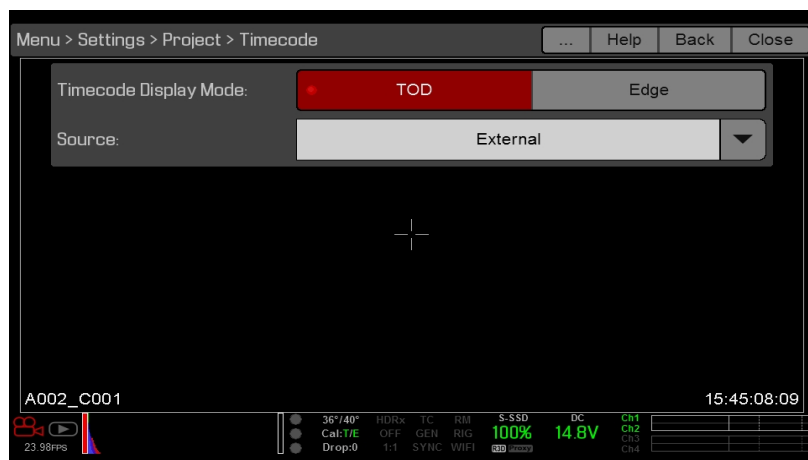 Menu > Settings > Project > Timecode ... Help Back Close
Timecode Display Mode: TOD Edge
Source: External
A002_C001 15:45:08:09
36°/40° HDRx TC RM S-SSD DC Ch1
Cal:T/E OFF GEN RIG 100% 14.8V Ch2
23.98FPS Drop:0 1:1 SYNC WIFI R3D Proxy Ch3
Ch4